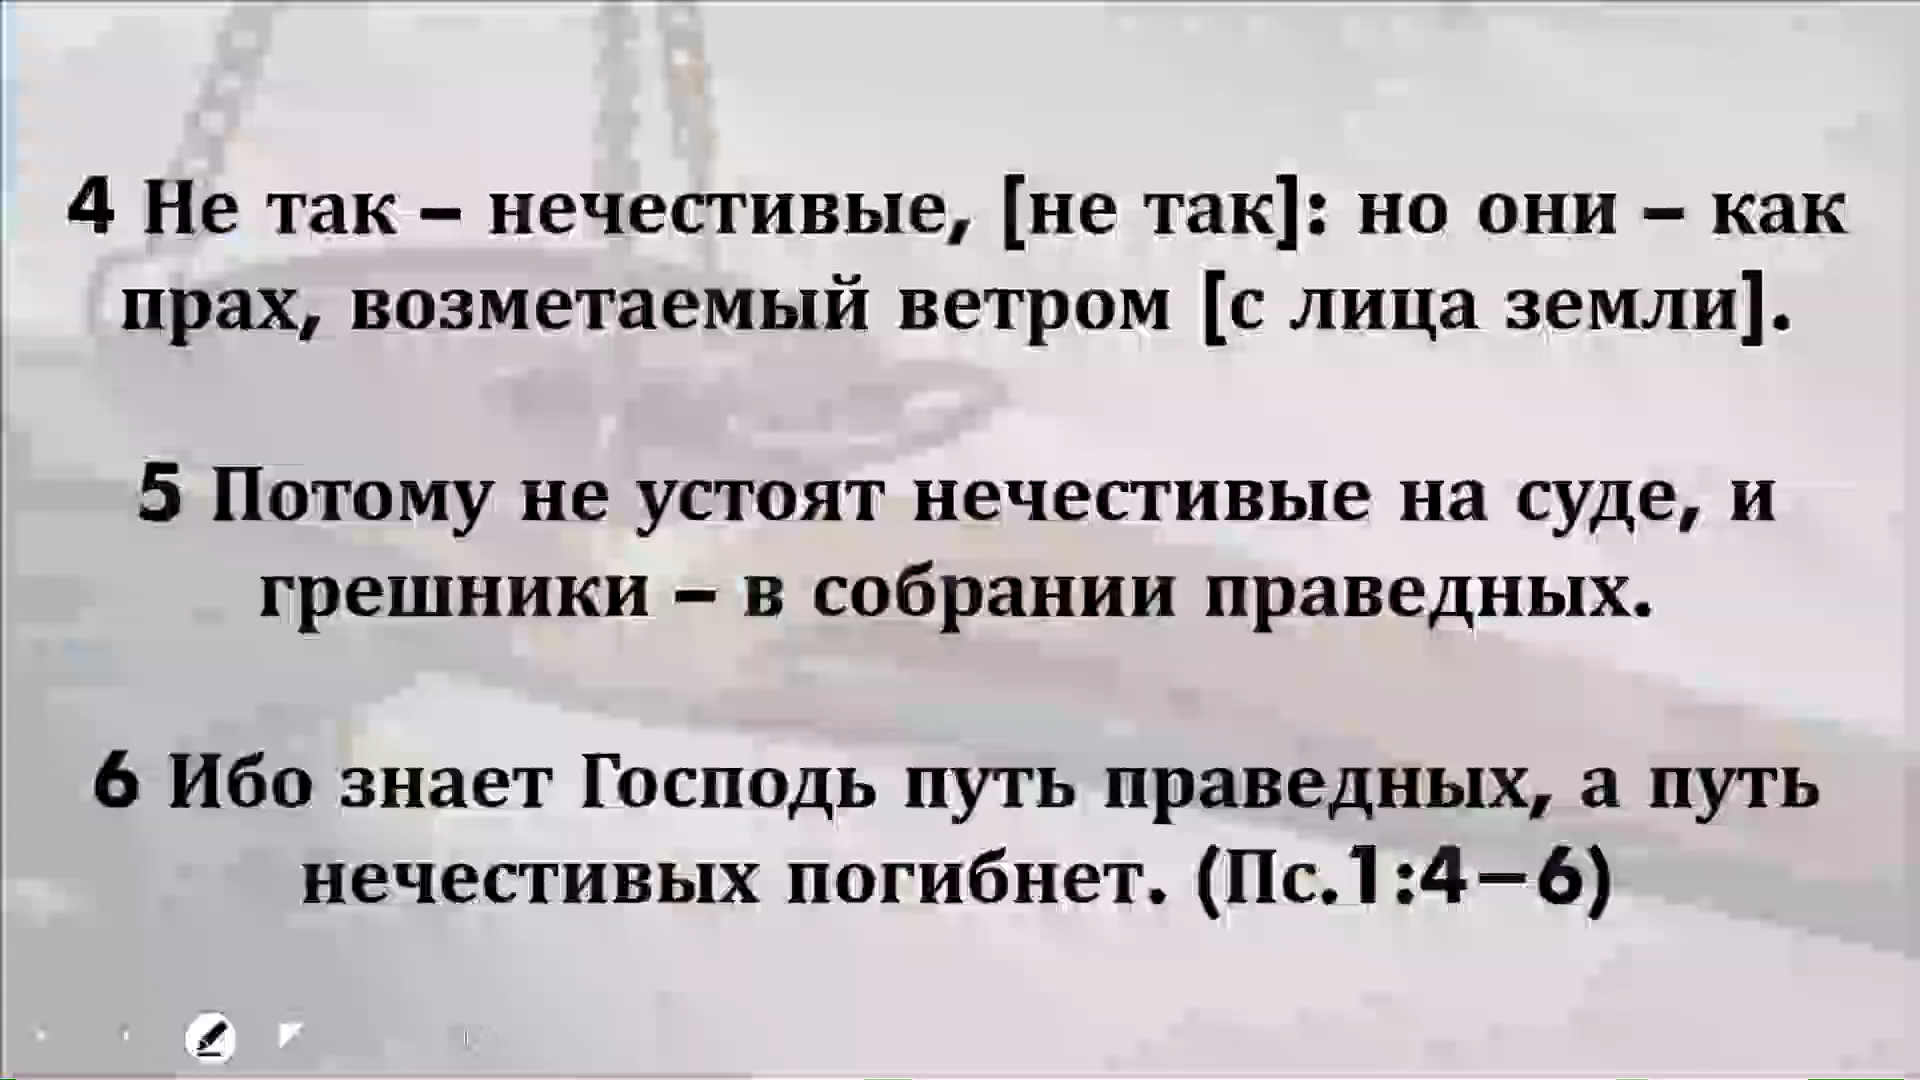 4 Не так – нечестивые, [не так]: но они – как
прах, возметаемый ветром [с лица земли].
5 Потому не устоят нечестивые на суде, и
грешники – в собрании праведных.
6 Ибо знает Господь путь праведных, а путь
нечестивых погибнет. (Пс.1:4–6)